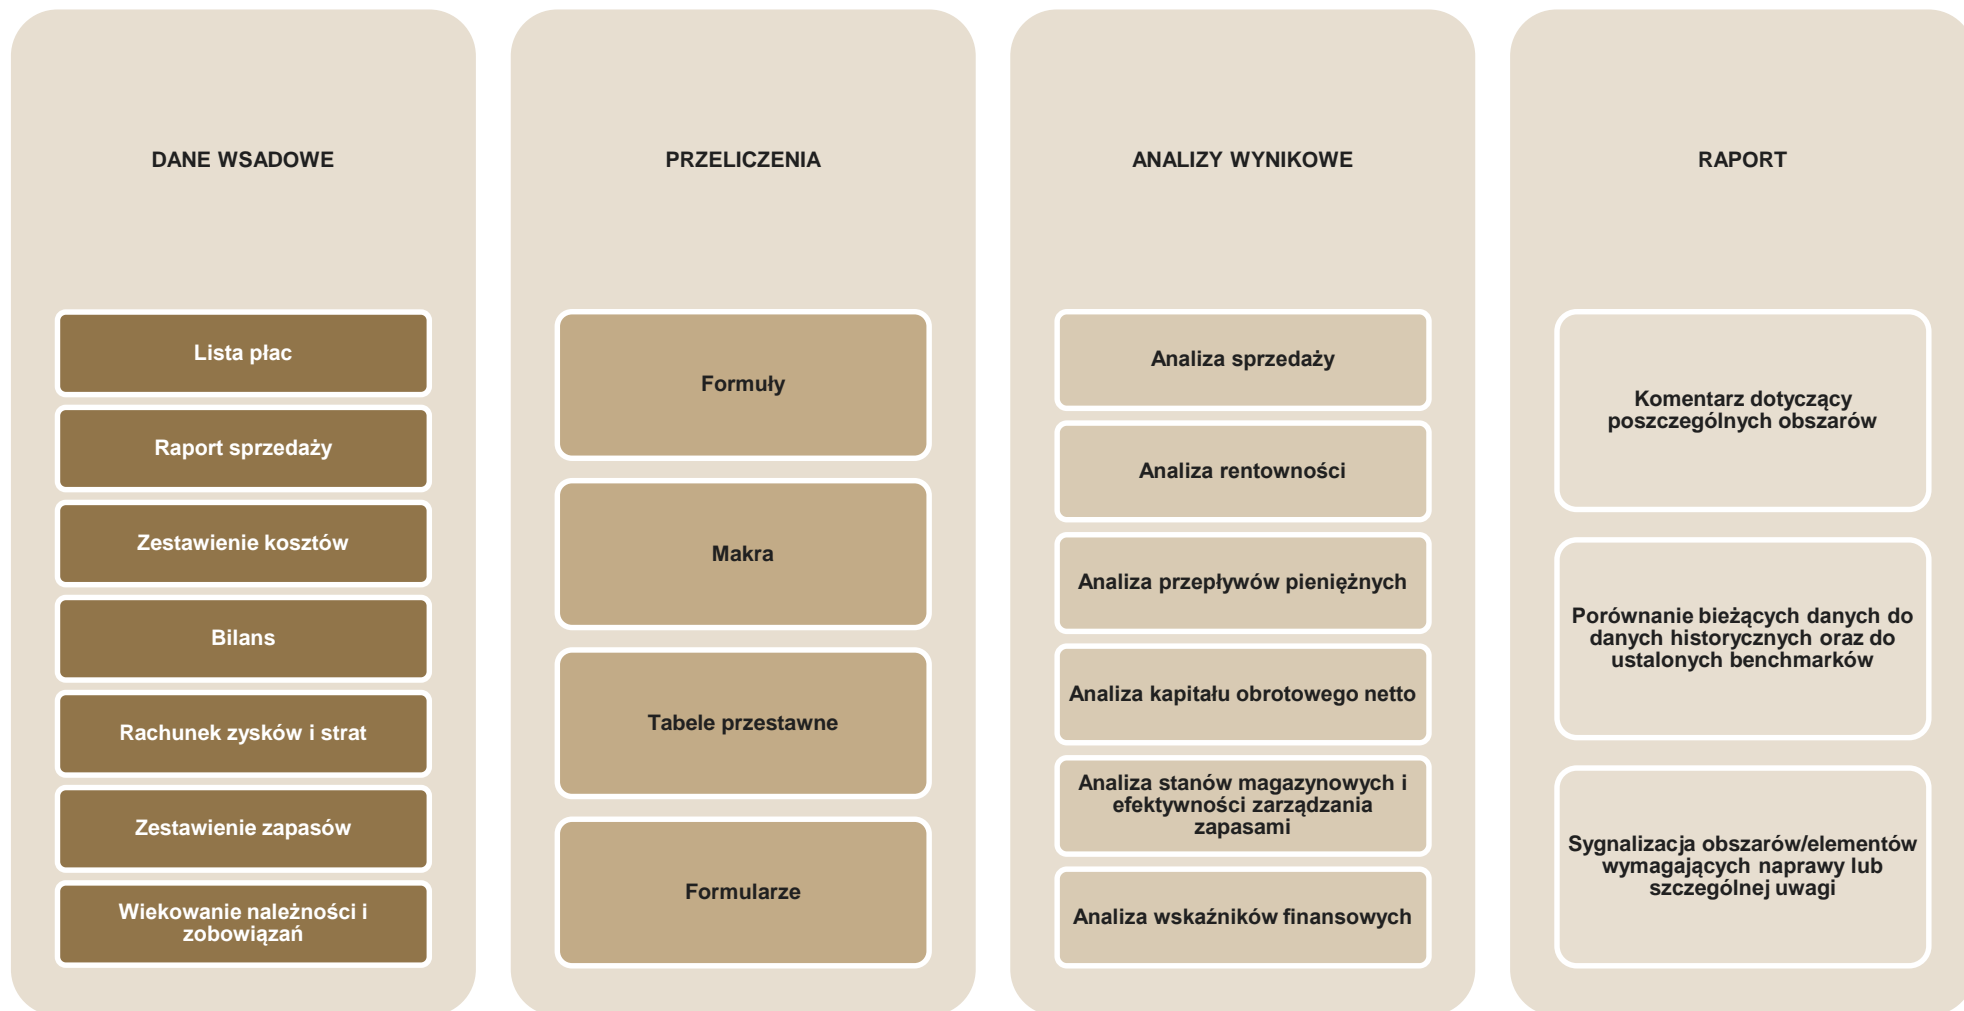 DANE WSADOWE
Lista płac
Raport sprzedaży
Zestawienie kosztów
Bilans
Rachunek zysków i strat
Zestawienie zapasów
Wiekowanie należności i
zobowiązań
PRZELICZENIA
Formuły
Makra
Tabele przestawne
Formularze
ANALIZY WYNIKOWE
Analiza sprzedaży
Analiza rentowności
Analiza przepływów pieniężnych
Analiza kapitału obrotowego netto
Analiza stanów magazynowych i
efektywności zarządzania
zapasami
Analiza wskaźników finansowych
RAPORT
Komentarz dotyczący
poszczególnych obszarów
Porównanie bieżących danych do
danych historycznych oraz do
ustalonych benchmarków
Sygnalizacja obszarów/elementów
wymagających naprawy lub
szczególnej uwagi